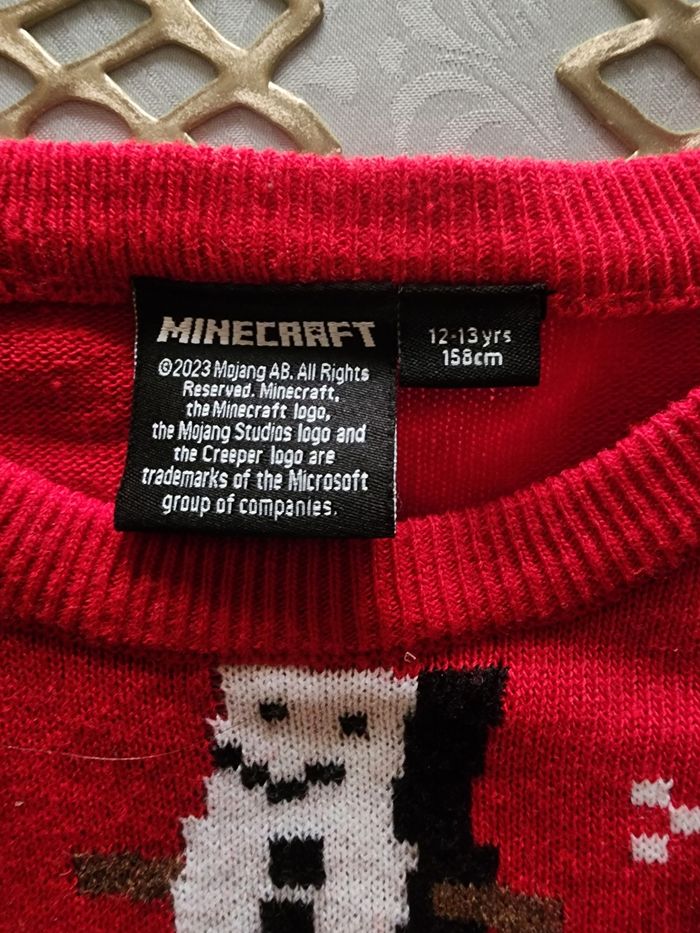 MINECRAFT
©2023 Mojang AB. All Rights
Reserved. Minecraft,
the Minecraft logo,
the Mojang Studios logo and
the Creeper logo are
trademarks of the Microsoft
group of companies.
12-13 yrs
158cm